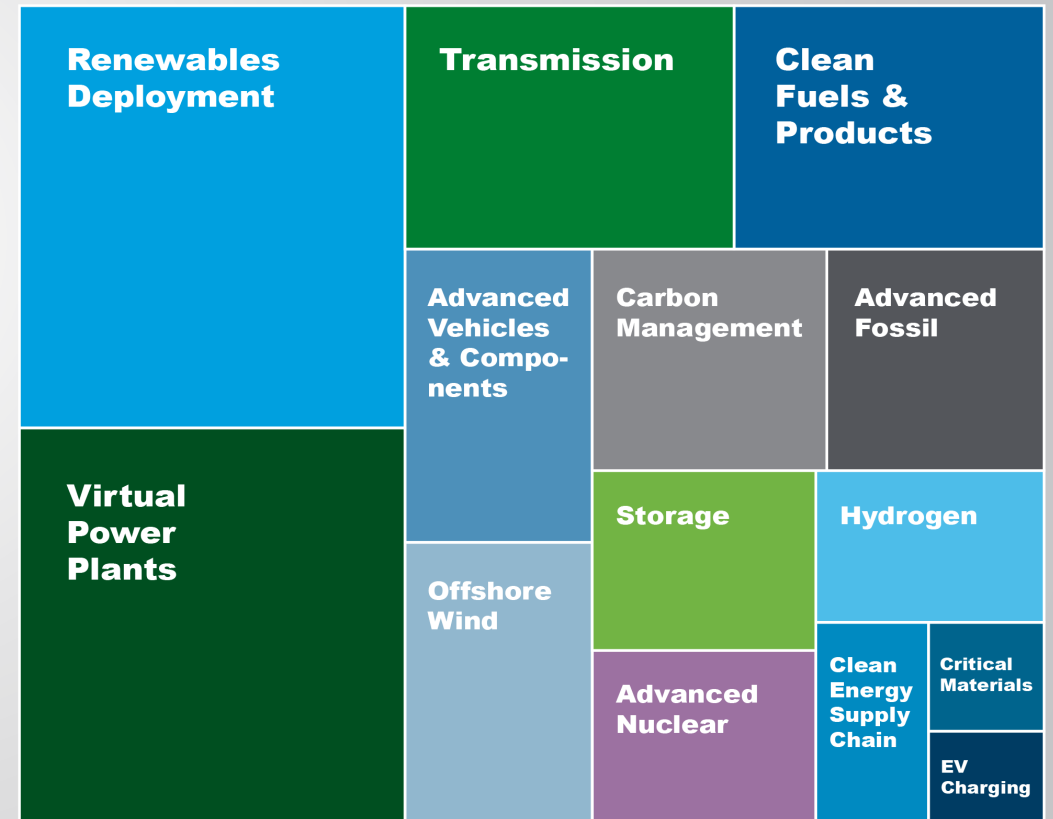 Renewables
Deployment
Transmission
Clean
Fuels &
Products
Advanced
Vehicles
& Compo-
nents
Carbon
Management
Advanced
Fossil
Virtual
Power
Plants
Storage
Hydrogen
Offshore
Wind
Advanced
Nuclear
Clean
Energy
Supply
Chain
Critical
Materials
EV
Charging